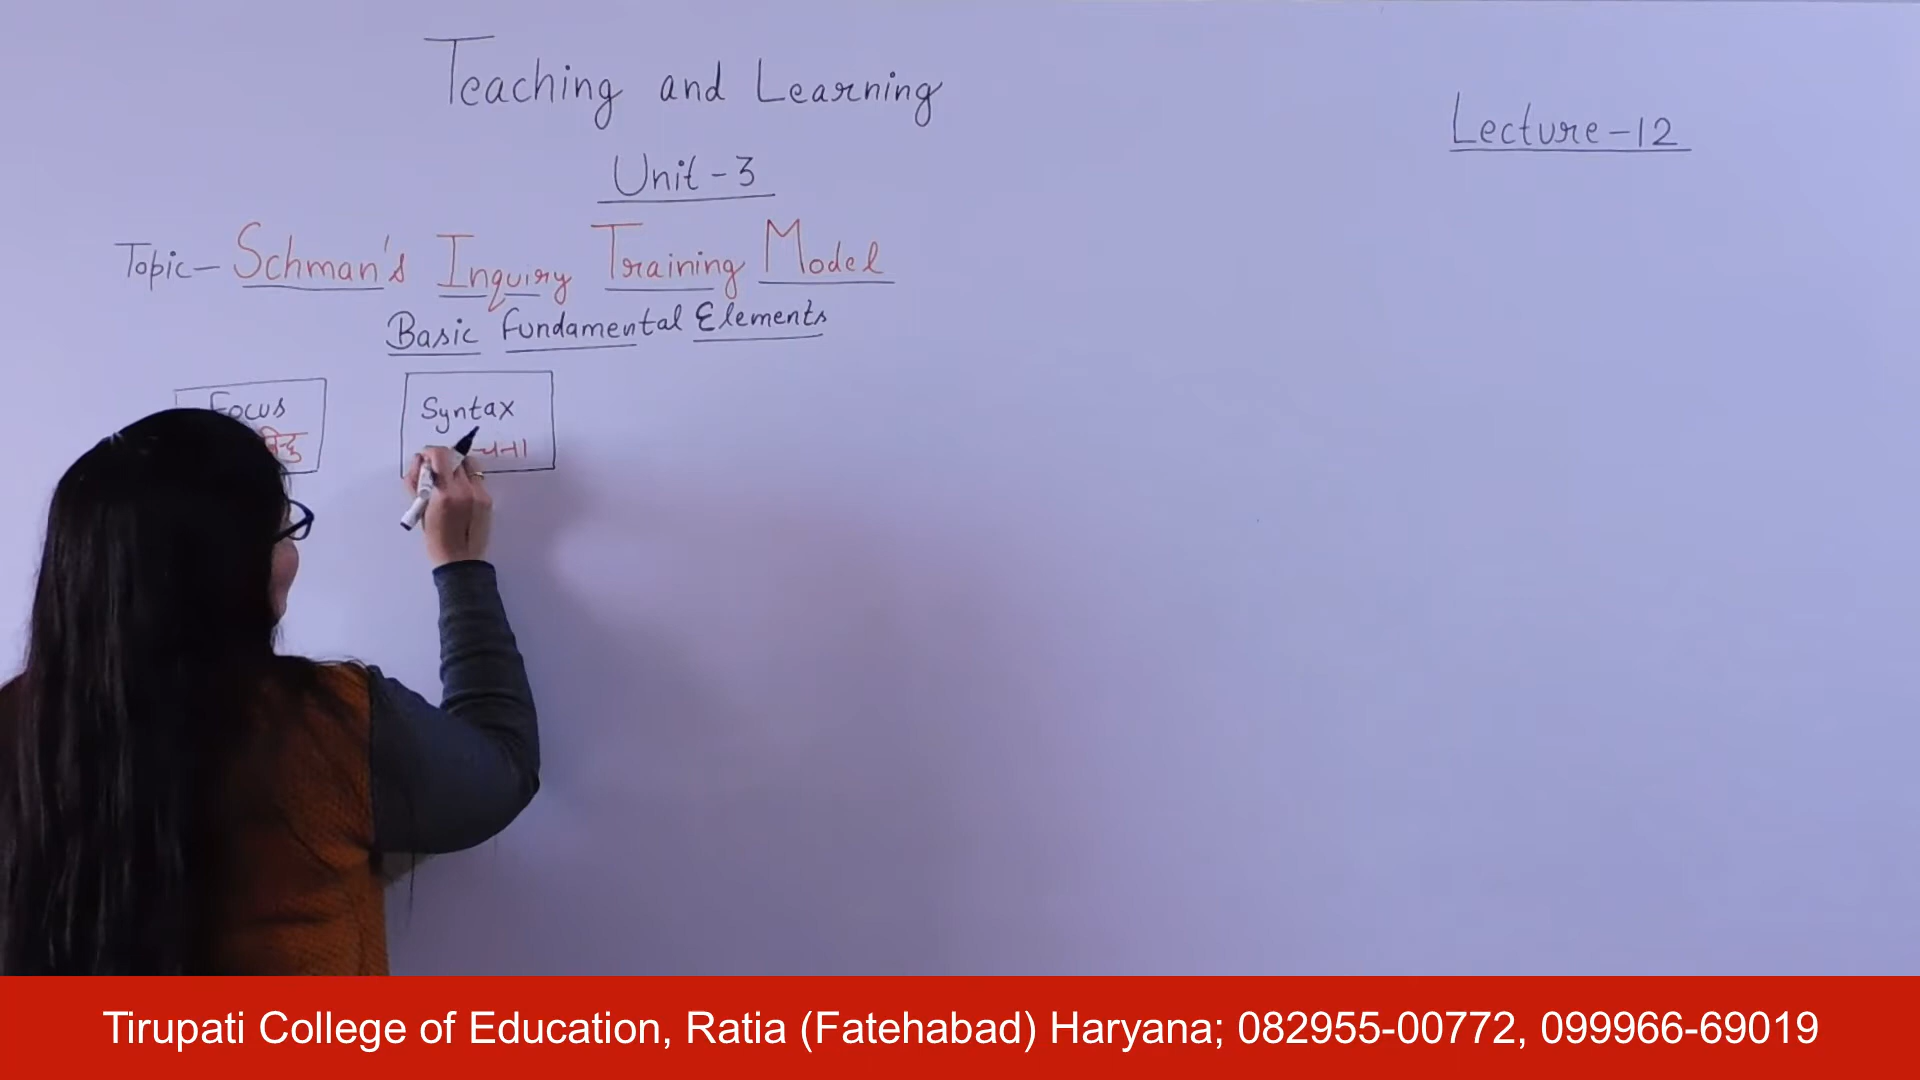 Teaching and Learning
Lecture-12
Unit-3
Topic- Schman's Inquiry Training Model
Basic Fundamental Elements
Focus
Syntax
Tirupati College of Education, Ratia (Fatehabad) Haryana; 082955-00772, 099966-69019